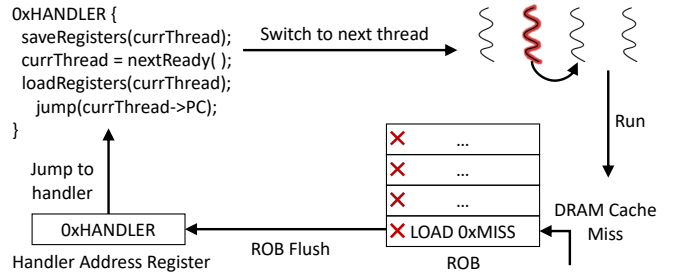 0xHANDLER {
saveRegisters(currThread);
currThread = nextReady( );
loadRegisters(currThread);
jump(currThread->PC);
}
Switch to next thread
Run
Jump to
handler
...
...
...
LOAD 0xMISS
ROB
DRAM Cache
Miss
0xHANDLER
Handler Address Register
ROB Flush